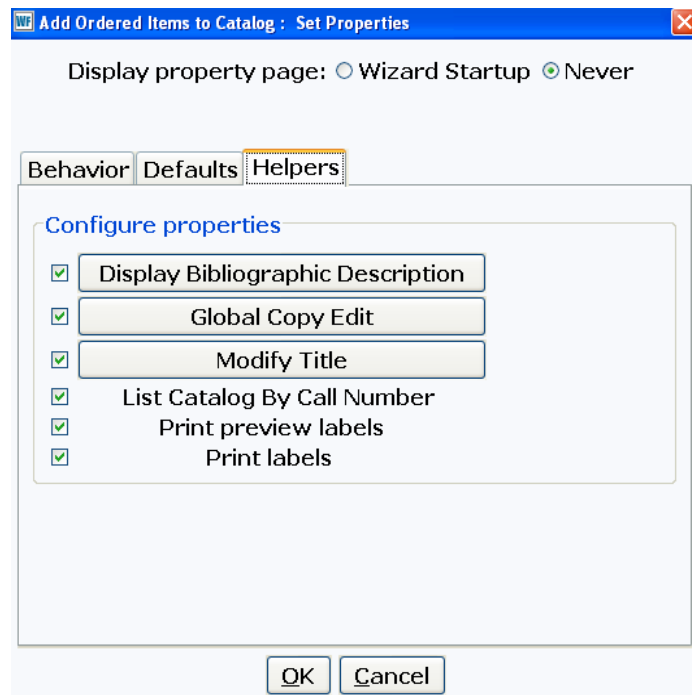 WF Add Ordered Items to Catalog : Set Properties
Display property page: Wizard Startup Never
Behavior Defaults Helpers
Configure properties
Display Bibliographic Description
Global Copy Edit
Modify Title
List Catalog By Call Number
Print preview labels
Print labels
OK Cancel